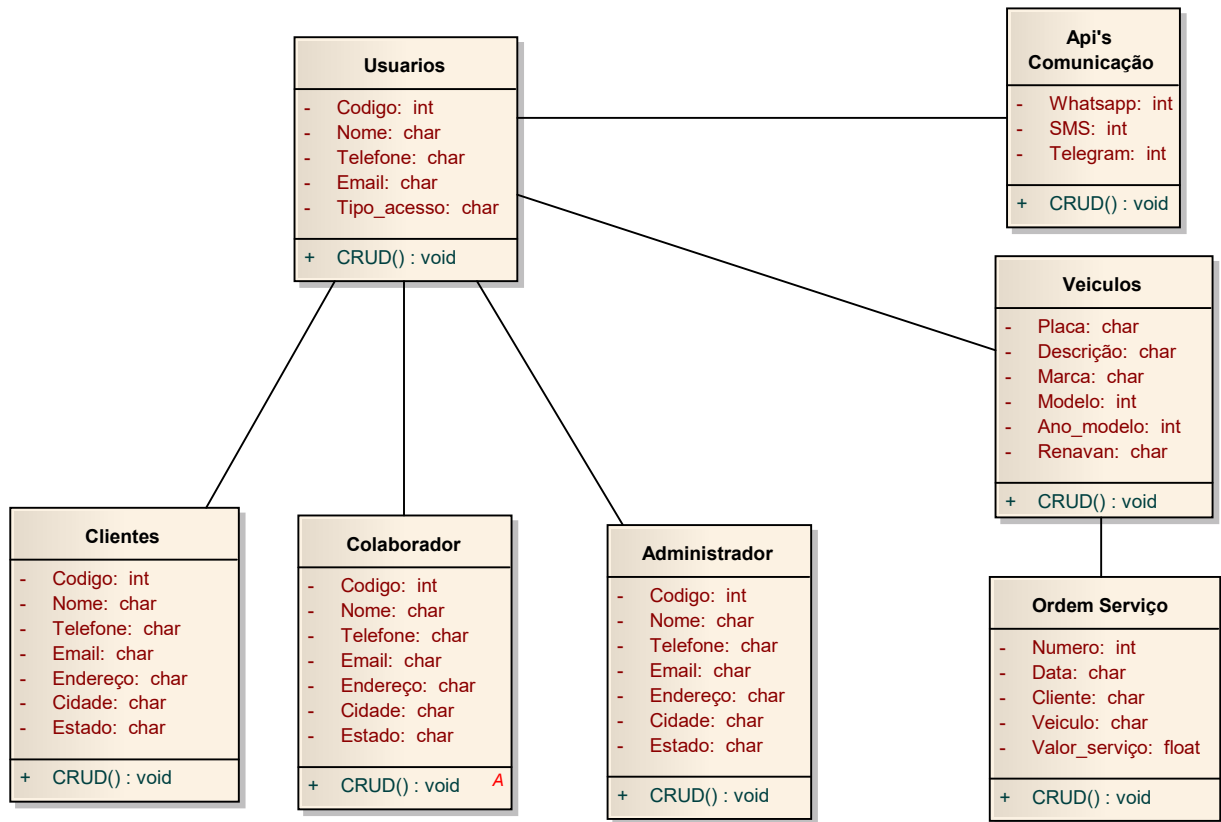 Usuarios
- Codigo: int
- Nome: char
- Telefone: char
- Email: char
- Tipo_acesso: char
+ CRUD() : void
Api's
Comunicação
- Whatsapp: int
- SMS: int
- Telegram: int
+ CRUD() : void
Veiculos
- Placa: char
- Descrição: char
- Marca: char
- Modelo: int
- Ano_modelo: int
- Renavan: char
+ CRUD() : void
Clientes
- Codigo: int
- Nome: char
- Telefone: char
- Email: char
- Endereço: char
- Cidade: char
- Estado: char
+ CRUD() : void
Colaborador
- Codigo: int
- Nome: char
- Telefone: char
- Email: char
- Endereço: char
- Cidade: char
- Estado: char
+ CRUD() : void A
Administrador
- Codigo: int
- Nome: char
- Telefone: char
- Email: char
- Endereço: char
- Cidade: char
- Estado: char
+ CRUD() : void
Ordem Serviço
- Numero: int
- Data: char
- Cliente: char
- Veiculo: char
- Valor_serviço: float
+ CRUD() : void